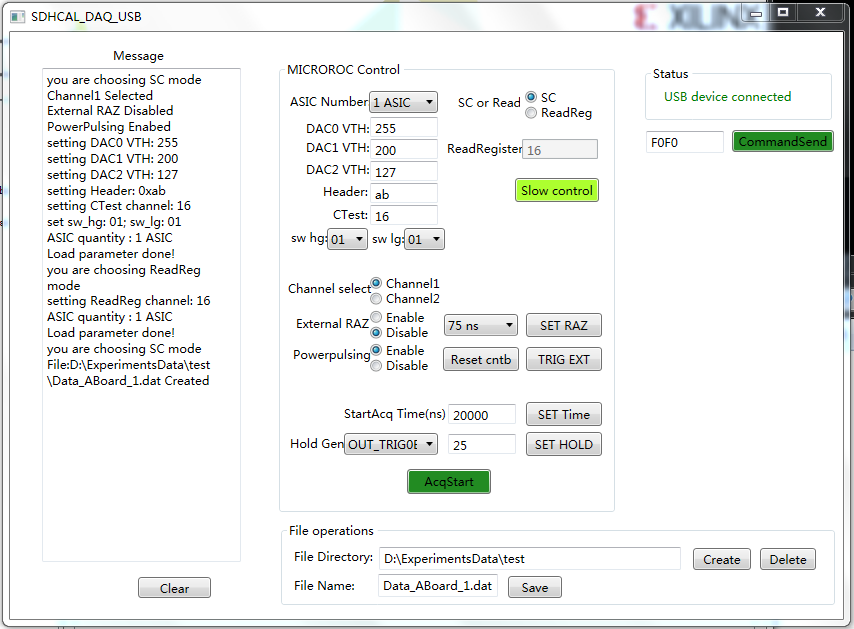 SDHCAL_DAQ_USB
XILINX
Message
you are choosing SC mode
Channel1 Selected
External RAZ Disabled
PowerPulsing Enabed
setting DAC0 VTH: 255
setting DAC1 VTH: 200
setting DAC2 VTH: 127
setting Header: 0xab
setting CTest channel: 16
set sw_hg: 01; sw_lg: 01
ASIC quantity : 1 ASIC
Load parameter done!
you are choosing ReadReg
mode
setting ReadReg channel: 16
ASIC quantity : 1 ASIC
Load parameter done!
you are choosing SC mode
File:D:\ExperimentsData\test
\Data_ABoard_1.dat Created
Clear
MICROROC Control
ASIC Number 1 ASIC SC or Read SC
ReadReg
DAC0 VTH: 255
DAC1 VTH: 200 ReadRegister 16
DAC2 VTH: 127
Header: ab Slow control
CTest: 16
sw hg: 01 sw lg: 01
Channel select Channel1
Channel2
External RAZ Enable
Disable 75 ns SET RAZ
Powerpulsing Enable
Disable Reset cntb TRIG EXT
StartAcq Time(ns) 20000 SET Time
Hold Gen OUT_TRIG0E 25 SET HOLD
AcqStart
Status
USB device connected
F0F0 CommandSend
File operations
File Directory: D:\ExperimentsData\test Create Delete
File Name: Data_ABoard_1.dat Save